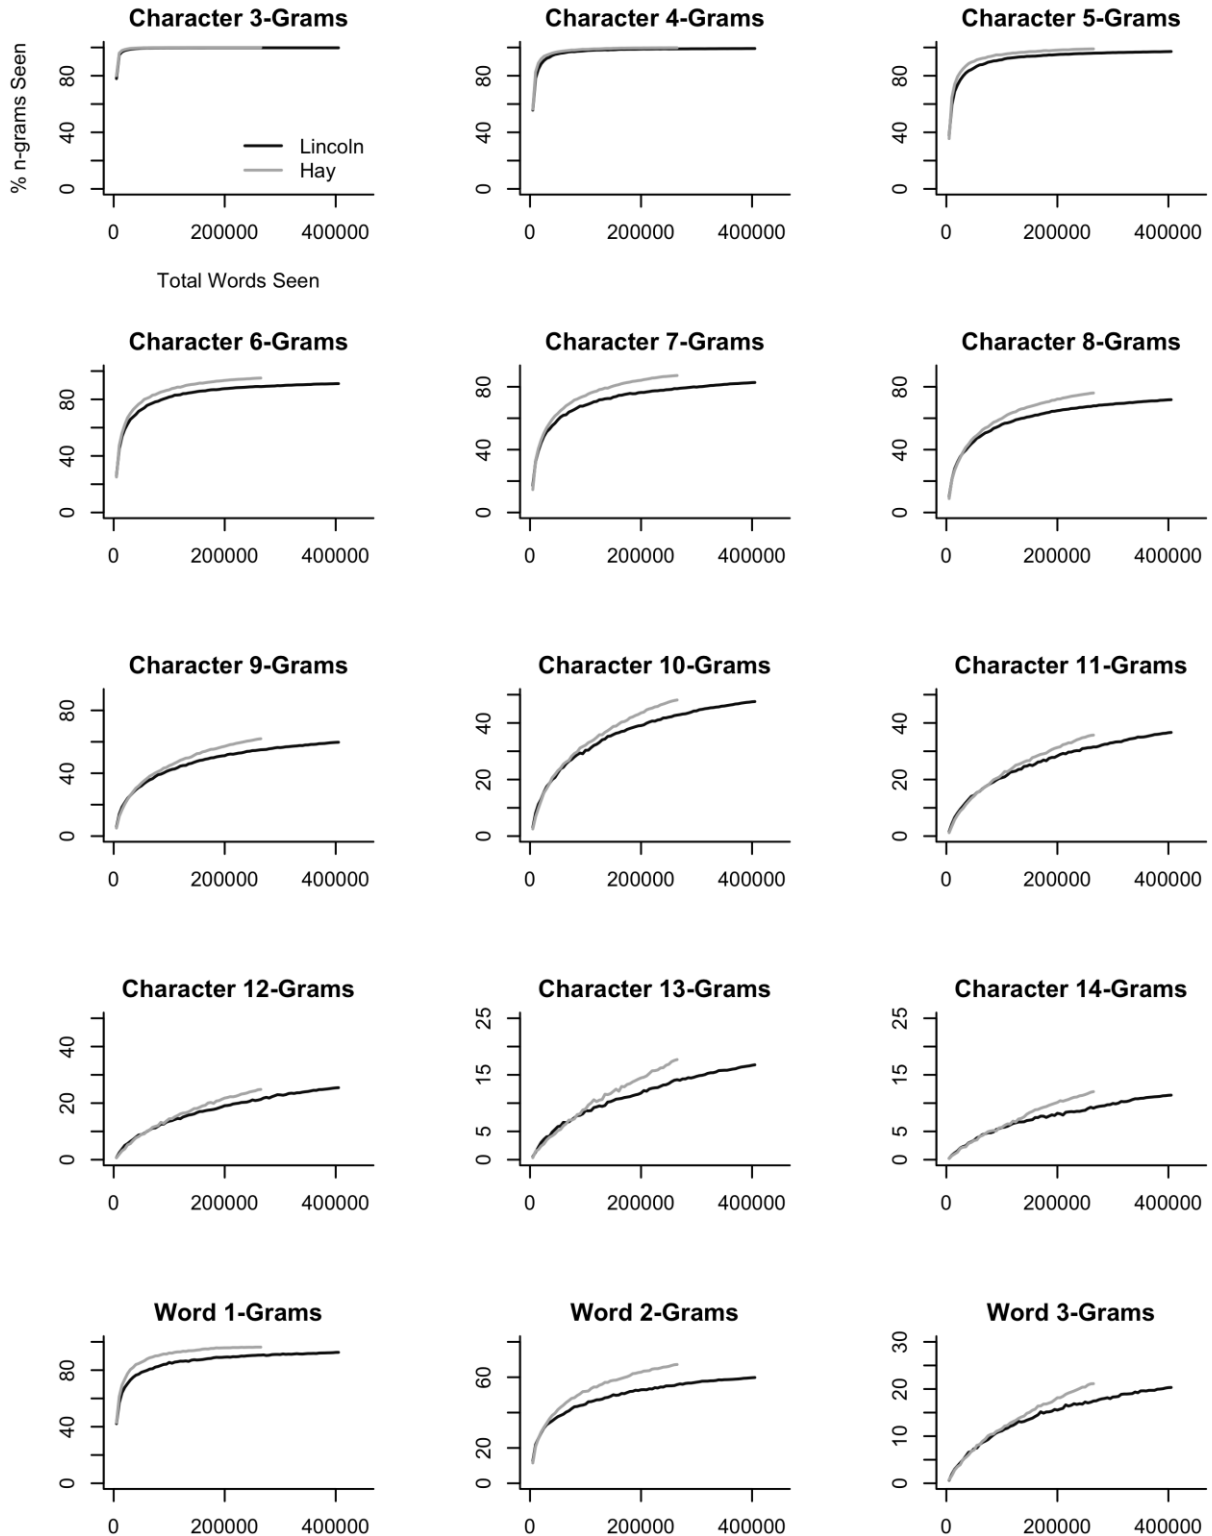 Character 3-Grams
% n-grams Seen
80
40
0
Lincoln
Hay
0 200000 400000
Total Words Seen
Character 4-Grams
80
40
0
0 200000 400000
Character 5-Grams
80
40
0
0 200000 400000
Character 6-Grams
80
40
0
0 200000 400000
Character 7-Grams
80
40
0
0 200000 400000
Character 8-Grams
80
40
0
0 200000 400000
Character 9-Grams
80
40
0
0 200000 400000
Character 10-Grams
40
20
0
0 200000 400000
Character 11-Grams
40
20
0
0 200000 400000
Character 12-Grams
40
20
0
0 200000 400000
Character 13-Grams
25
15
5
0
0 200000 400000
Character 14-Grams
25
15
5
0
0 200000 400000
Word 1-Grams
80
40
0
0 200000 400000
Word 2-Grams
60
20
0
0 200000 400000
Word 3-Grams
30
20
10
0
0 200000 400000